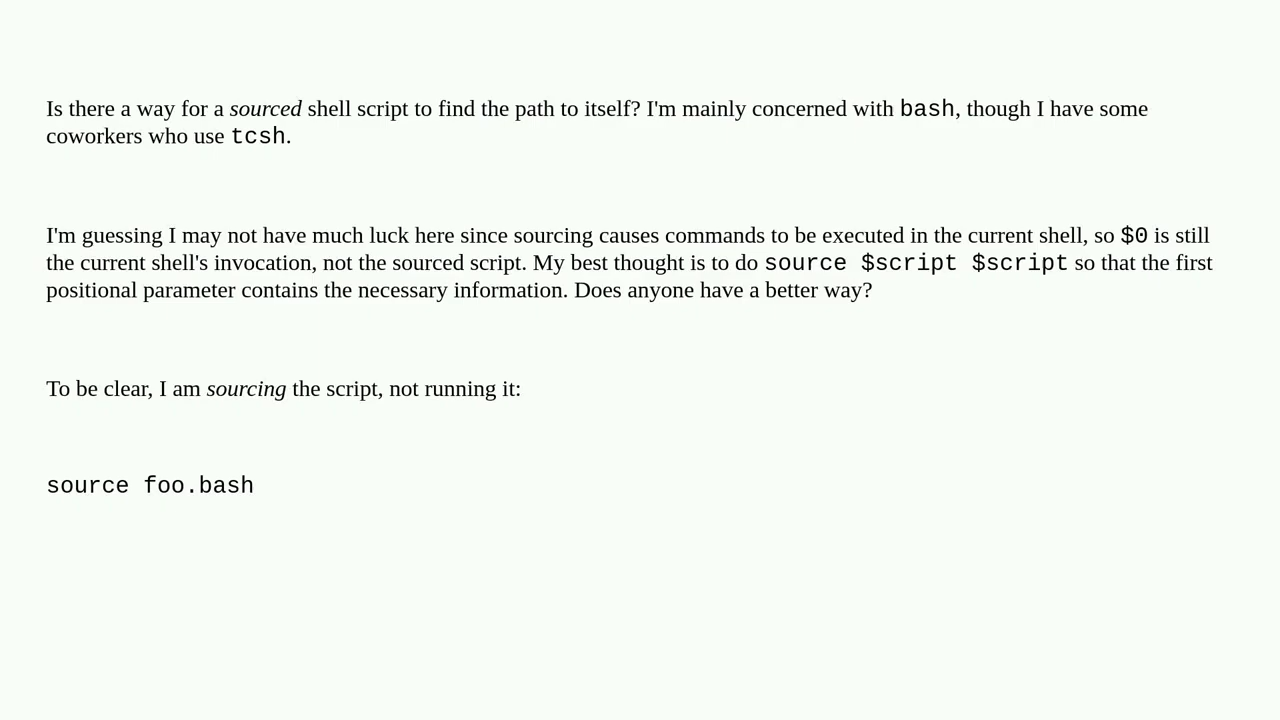 Is there a way for a sourced shell script to find the path to itself? I'm mainly concerned with bash, though I have some
coworkers who use tcsh.
I'm guessing I may not have much luck here since sourcing causes commands to be executed in the current shell, so $0 is still
the current shell's invocation, not the sourced script. My best thought is to do source $script $script so that the first
positional parameter contains the necessary information. Does anyone have a better way?
To be clear, I am sourcing the script, not running it:
source foo.bash